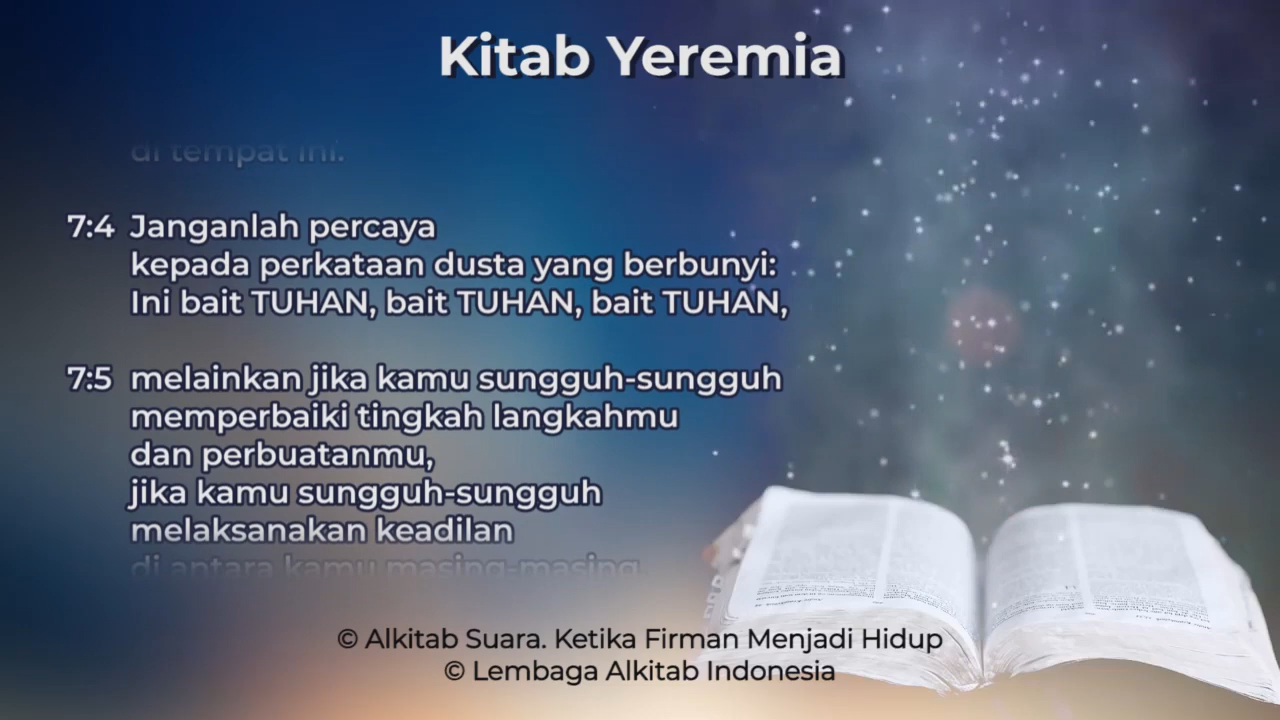 Kitab Yeremia
di tempat ini.
7:4 Janganlah percaya
kepada perkataan dusta yang berbunyi:
Ini bait TUHAN, bait TUHAN, bait TUHAN,
7:5 melainkan jika kamu sungguh-sungguh
memperbaiki tingkah langkahmu
dan perbuatanmu,
jika kamu sungguh-sungguh
melaksanakan keadilan
di antara kamu masing-masing
© Alkitab Suara. Ketika Firman Menjadi Hidup
© Lembaga Alkitab Indonesia